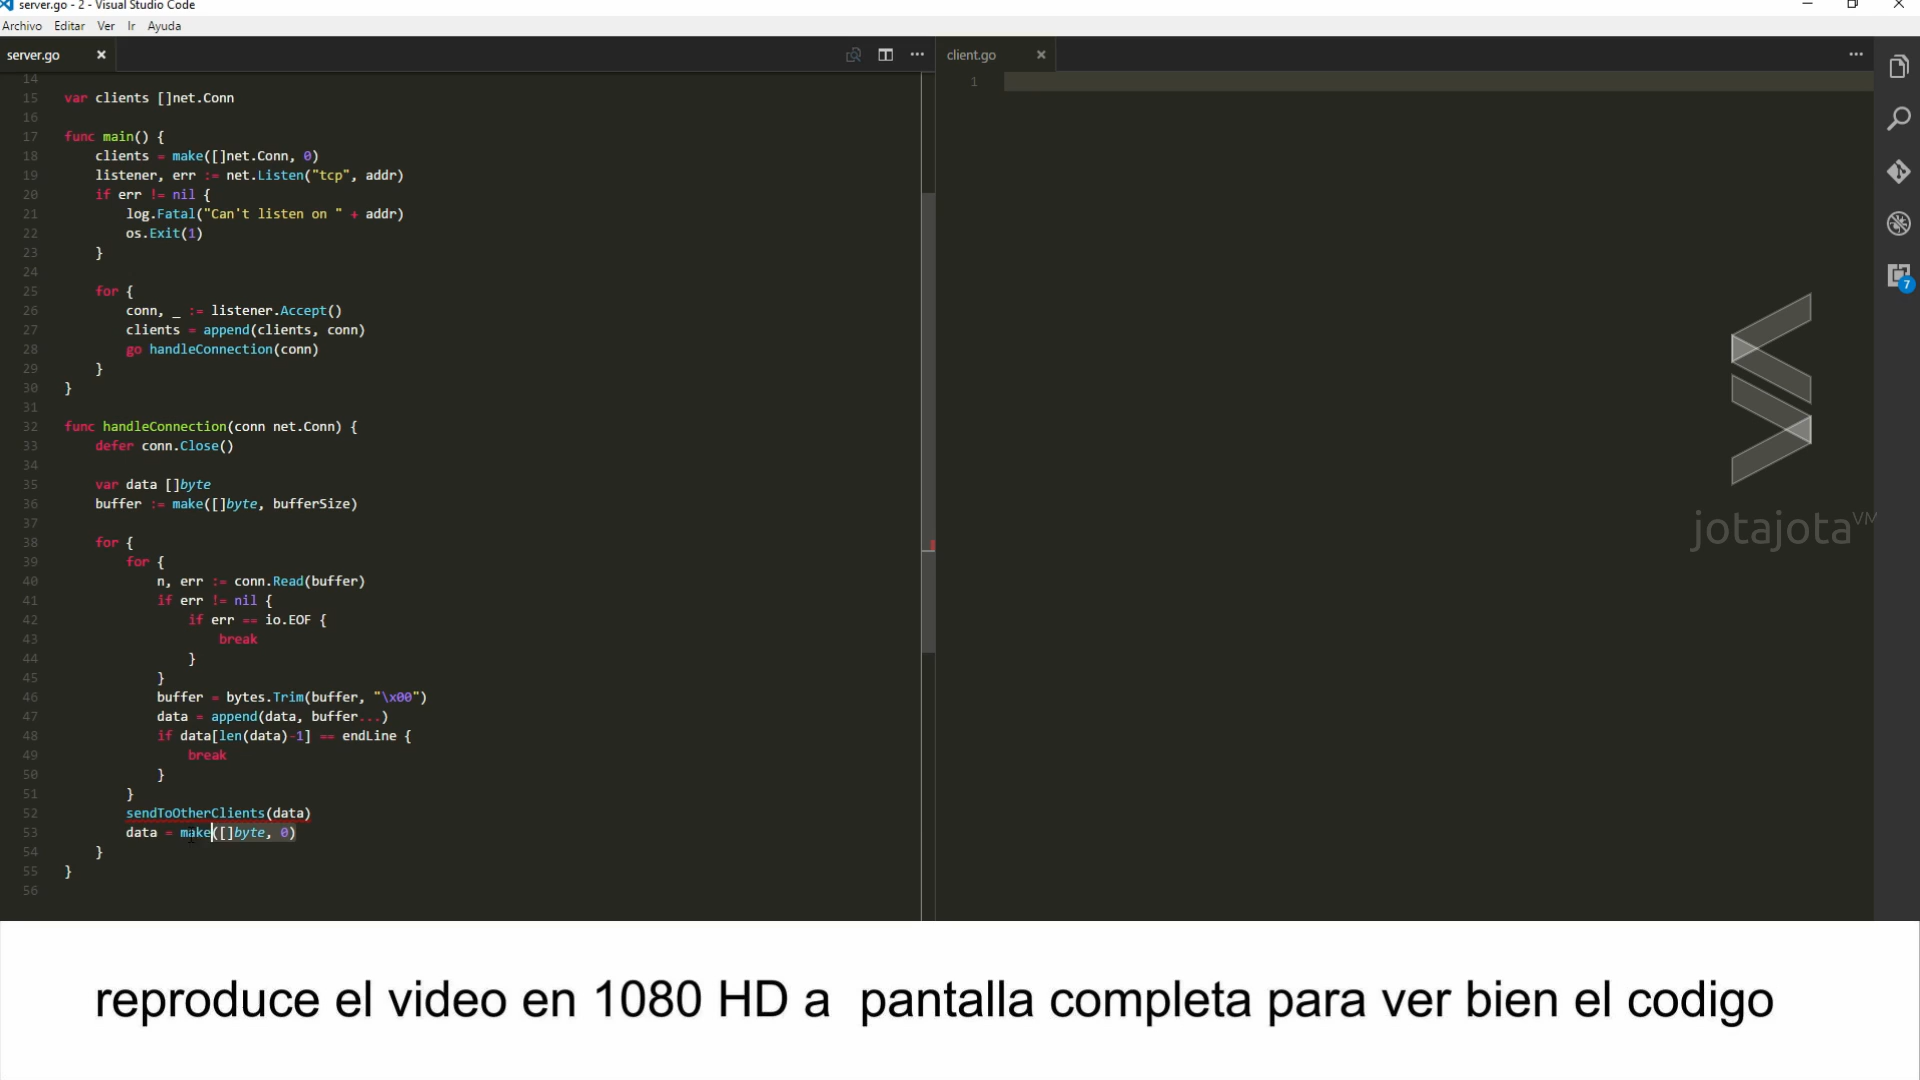 server.go - 2 - Visual Studio Code
Archivo Editar Ver Ir Ayuda
server.go
client.go
14
1
15 var clients []net.Conn
16
17 func main() {
18 clients = make([]net.Conn, 0)
19 listener, err := net.Listen("tcp", addr)
20 if err != nil {
21 log.Fatal("Can't listen on " + addr)
22 os.Exit(1)
23 }
24
25 for {
26 conn, _ := listener.Accept()
27 clients = append(clients, conn)
28 go handleConnection(conn)
29 }
30 }
31
32 func handleConnection(conn net.Conn) {
33 defer conn.Close()
34
35 var data []byte
36 buffer := make([]byte, bufferSize)
37
38 for {
39 for {
40 n, err := conn.Read(buffer)
41 if err != nil {
42 if err == io.EOF {
43 break
44 }
45 }
46 buffer = bytes.Trim(buffer, "\x00")
47 data = append(data, buffer...)
48 if data[len(data)-1] == endLine {
49 break
50 }
51 }
52 sendToOtherClients(data)
53 data = make([]byte, 0)
54 }
55 }
56
7
jotajota VM
reproduce el video en 1080 HD a pantalla completa para ver bien el codigo